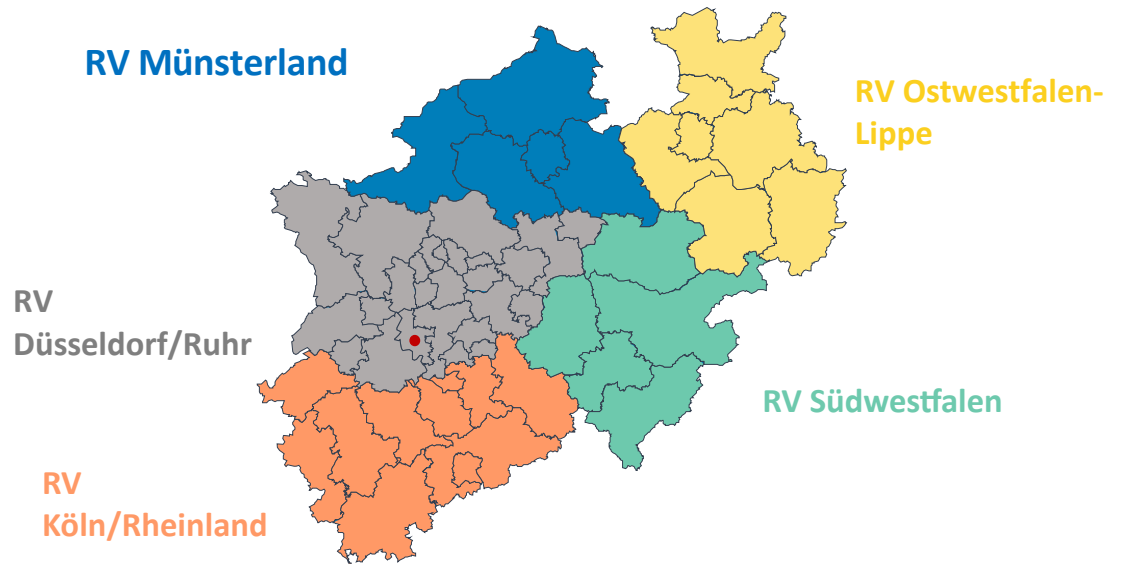 RV Münsterland
RV Ostwestfalen-
Lippe
RV
Düsseldorf/Ruhr
RV Südwestfalen
RV
Köln/Rheinland